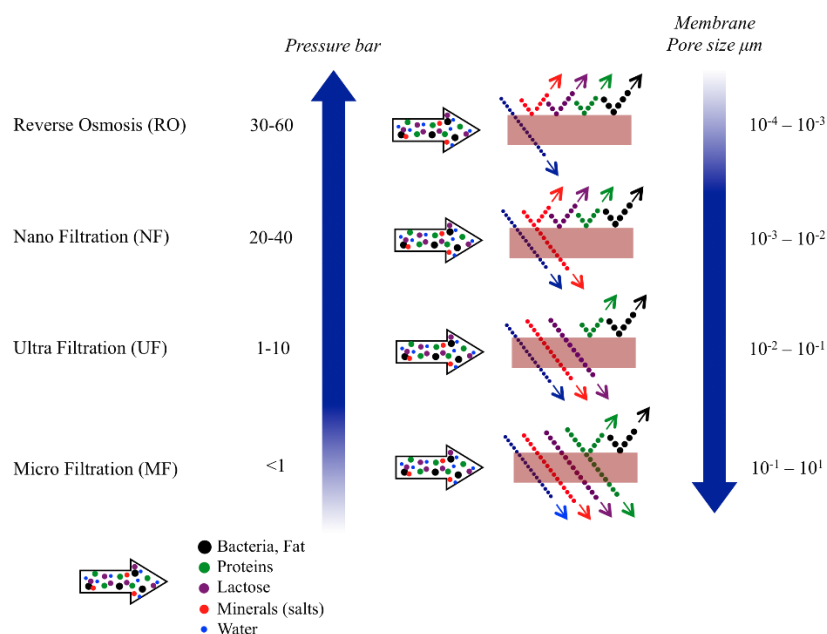 Pressure bar
Membrane
Pore size μm
Reverse Osmosis (RO) 30-60 10⁻⁴ – 10⁻³
Nano Filtration (NF) 20-40 10⁻³ – 10⁻²
Ultra Filtration (UF) 1-10 10⁻² – 10⁻¹
Micro Filtration (MF) <1 10⁻¹ – 10¹
Bacteria, Fat
Proteins
Lactose
Minerals (salts)
Water